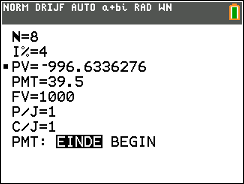 NORM DRIJF AUTO a+bi RAD WN
N=8
I%=4
PV=-996.6336276
PMT=39.5
FV=1000
P/J=1
C/J=1
PMT: EINDE BEGIN